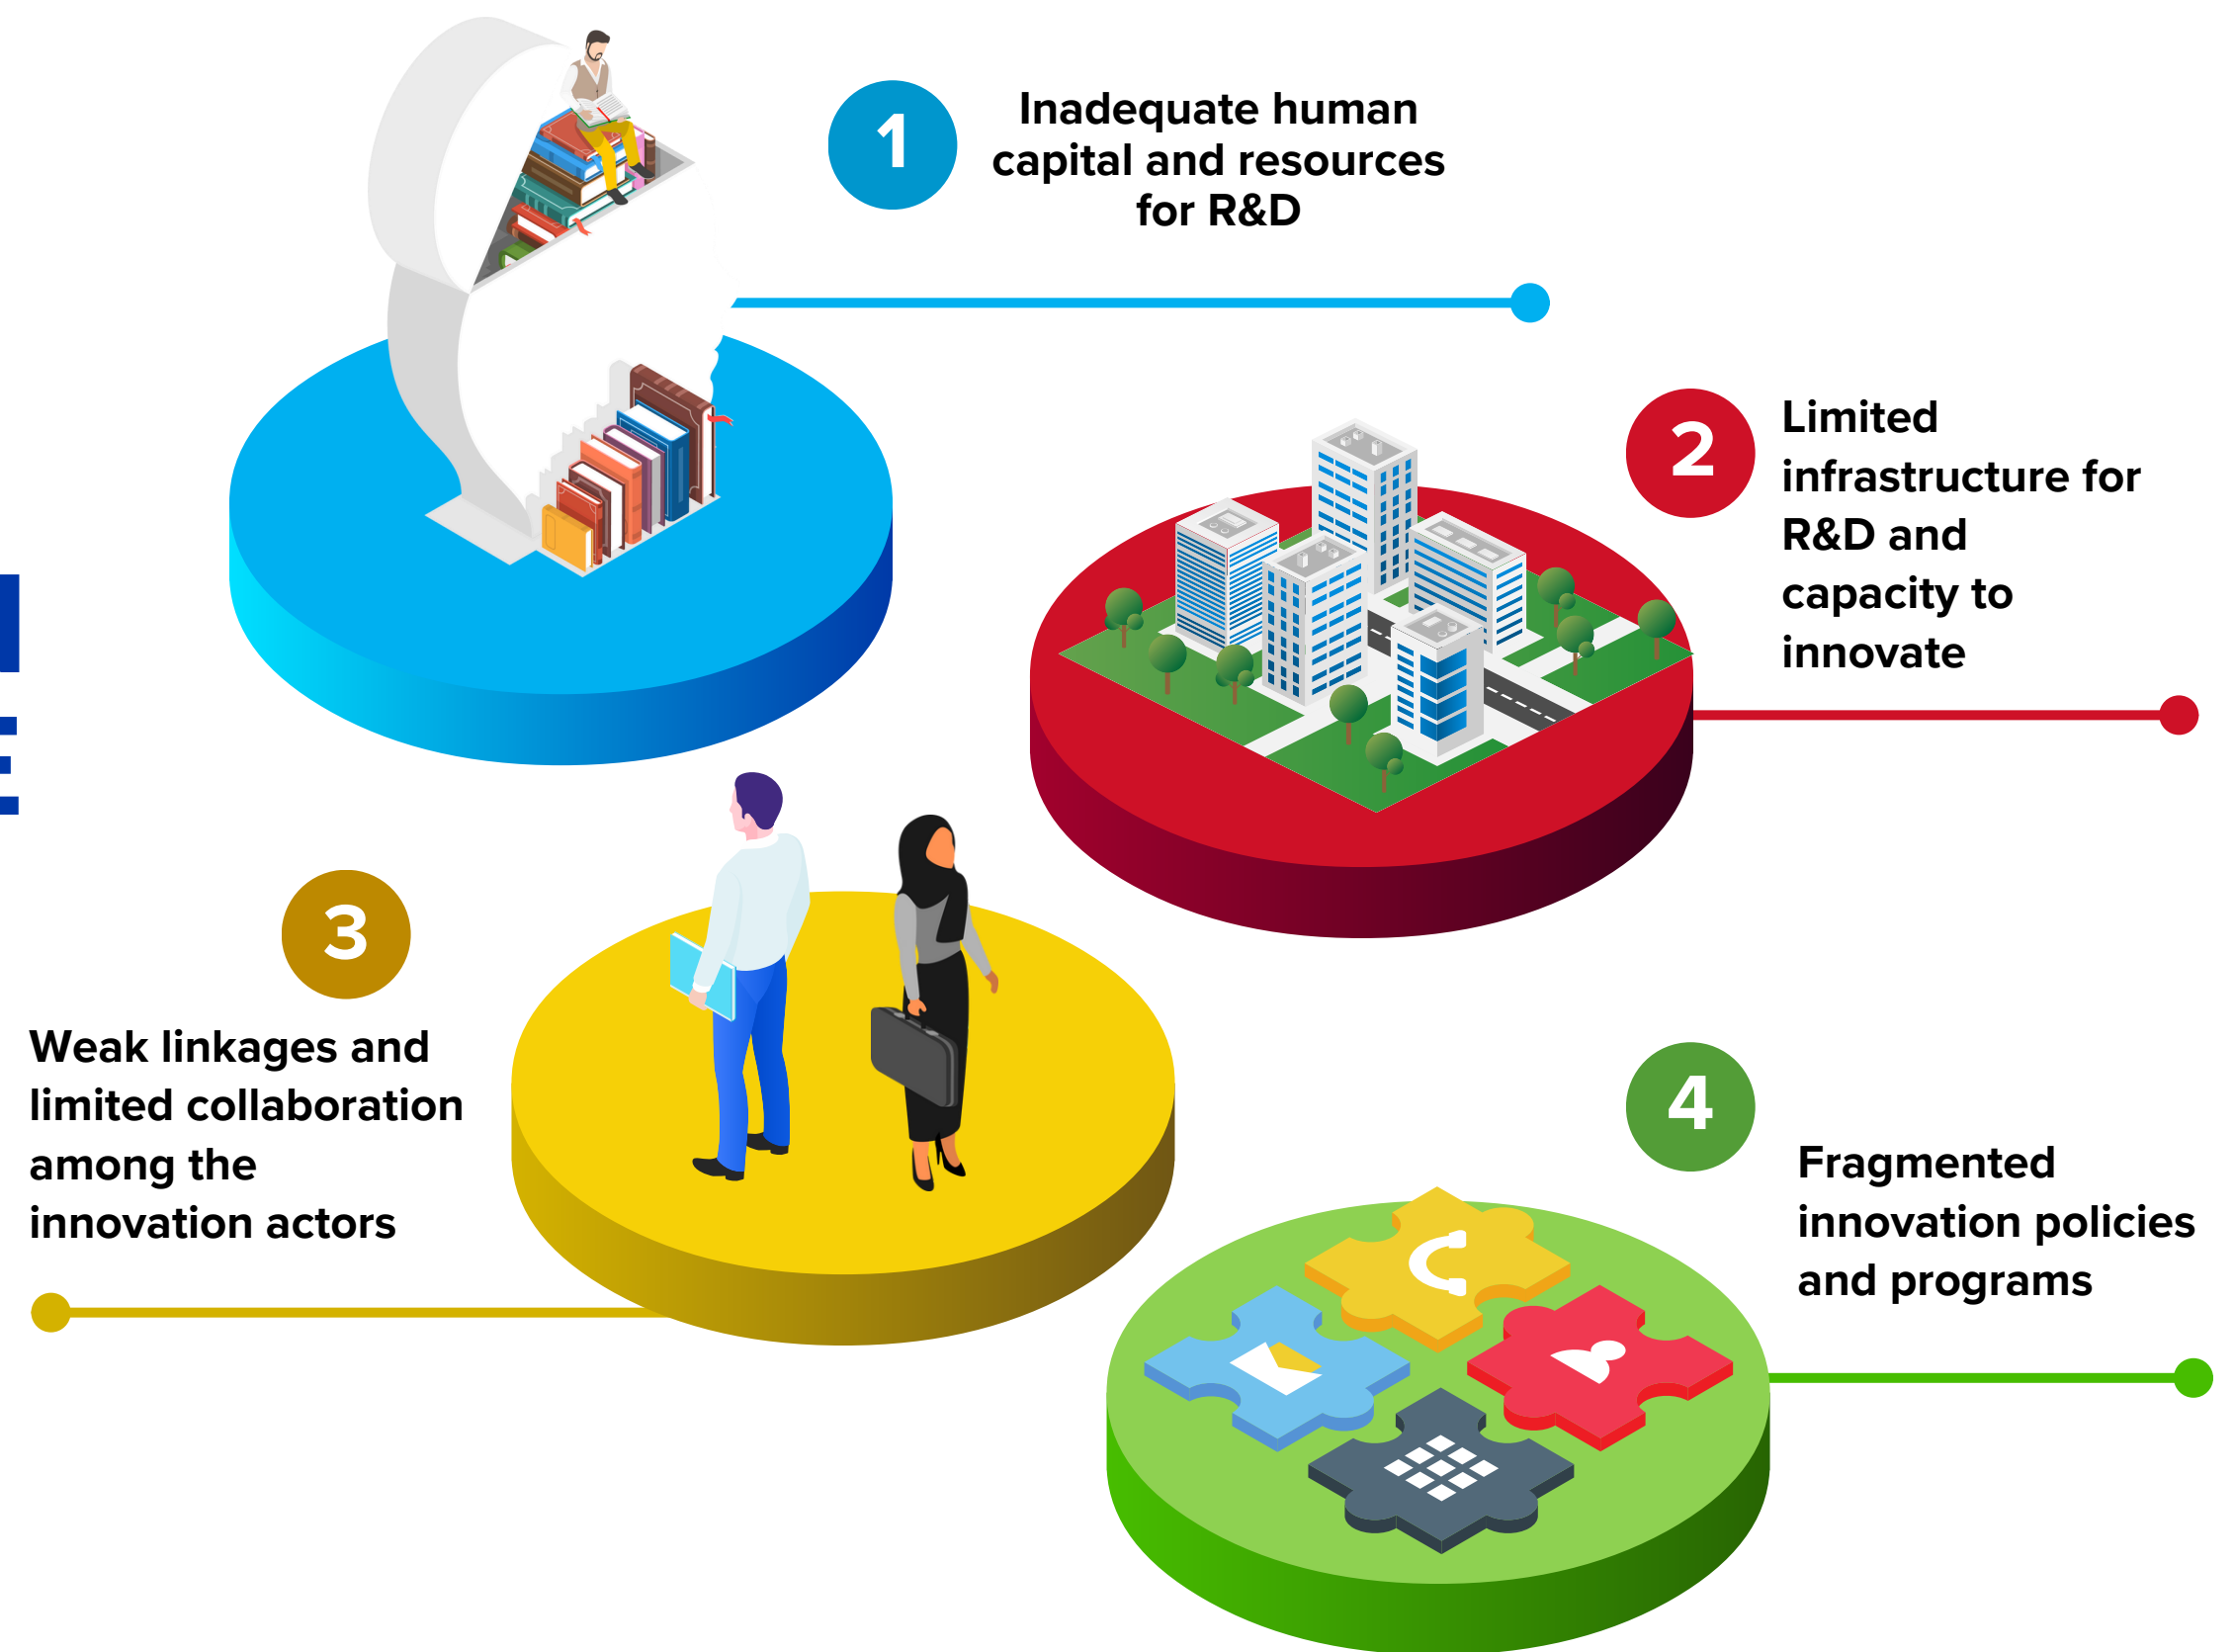 1
Inadequate human
capital and resources
for R&D
2
Limited
infrastructure for
R&D and
capacity to
innovate
3
Weak linkages and
limited collaboration
among the
innovation actors
4
Fragmented
innovation policies
and programs